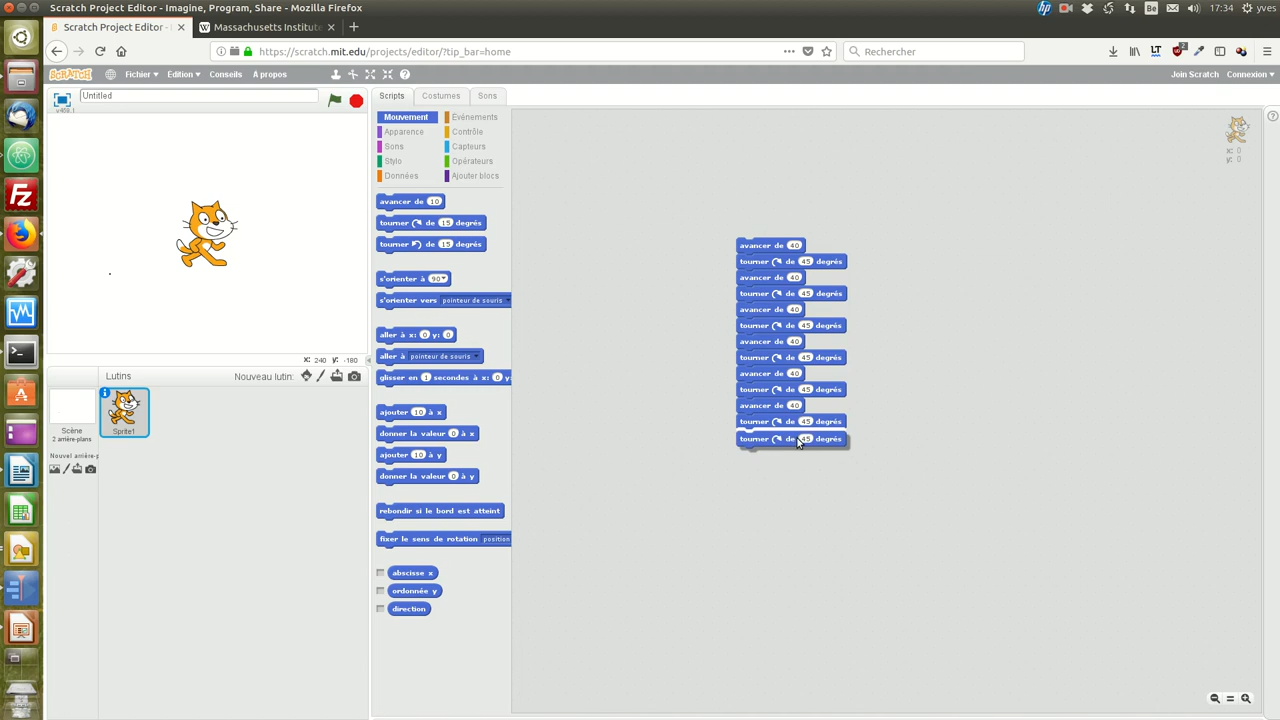 Scratch Project Editor - Imagine, Program, Share - Mozilla Firefox
Be 17:34 yves
Scratch Project Editor - I
Massachusetts Institute
https://scratch.mit.edu/projects/editor/?tip_bar=home
Rechercher
SCRATCH Fichier Edition Conseils A propos Join Scratch Connexion
Untitled
Scripts Costumes Sons
Mouvement Événements
Apparence Contrôle
Sons Capteurs
Stylo Opérateurs
Données Ajouter blocs
x: 0
y: 0
avancer de 10
tourner de 15 degrés
tourner de 15 degrés
s'orienter à 90
s'orienter vers pointeur de souris
aller à x: 0 y: 0
aller à pointeur de souris
glisser en 1 secondes à x: 0 y:
ajouter 10 à x
donner la valeur 0 à x
ajouter 10 à y
donner la valeur 0 à y
rebondir si le bord est atteint
fixer le sens de rotation position
abscisse x
ordonnée y
direction
avancer de 40
tourner de 45 degrés
avancer de 40
tourner de 45 degrés
avancer de 40
tourner de 45 degrés
avancer de 40
tourner de 45 degrés
avancer de 40
tourner de 45 degrés
avancer de 40
tourner de 45 degrés
tourner de 45 degrés
x: 240 y: -180
Lutins Nouveau lutin:
Sprite1
Scène
2 arrière-plans
Nouvel arrière-p